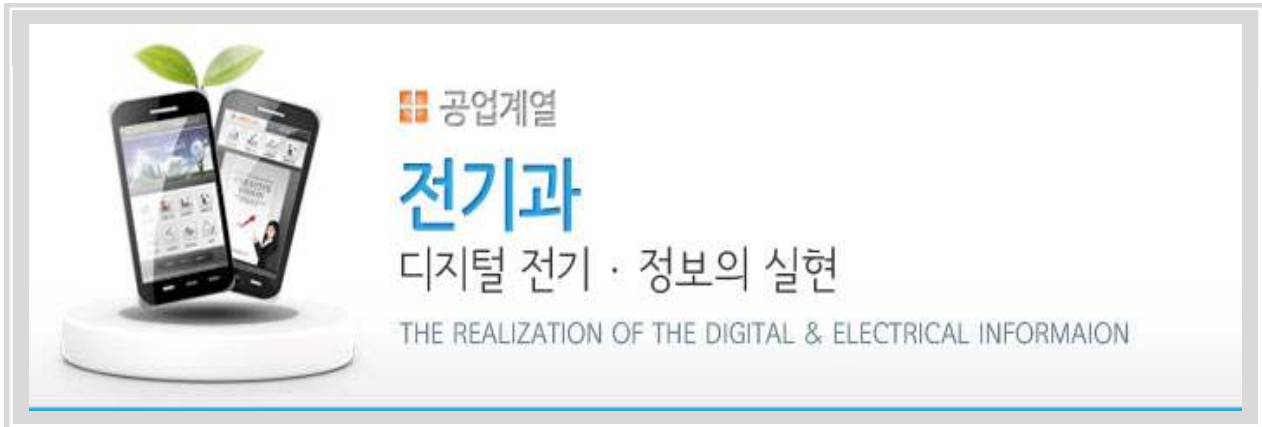 공업계열
전기과
디지털 전기 · 정보의 실현
THE REALIZATION OF THE DIGITAL & ELECTRICAL INFORMAION